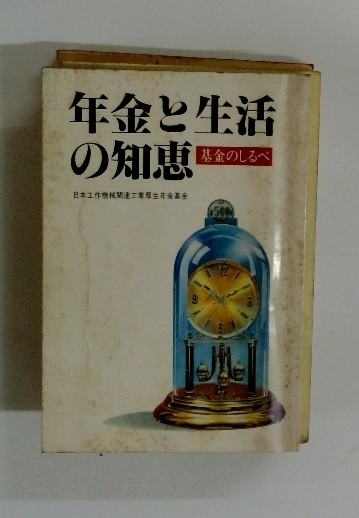 年金と生活
の知恵
基金のしるべ
日本工作機械関連工業厚生年金基金